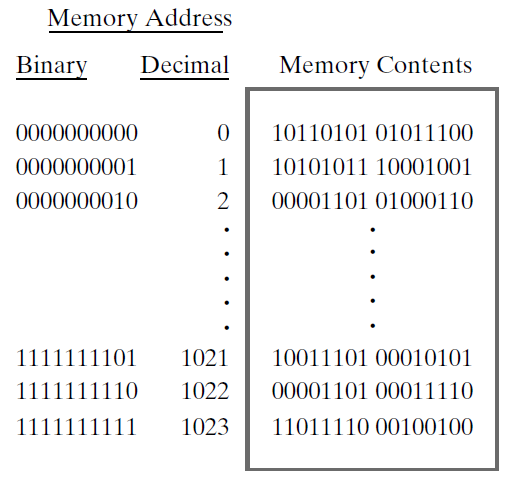 Memory Address
Binary Decimal Memory Contents
0000000000 0 10110101 01011100
0000000001 1 10101011 10001001
0000000010 2 00001101 01000110
1111111101 1021 10011101 00010101
1111111110 1022 00001101 00011110
1111111111 1023 11011110 00100100